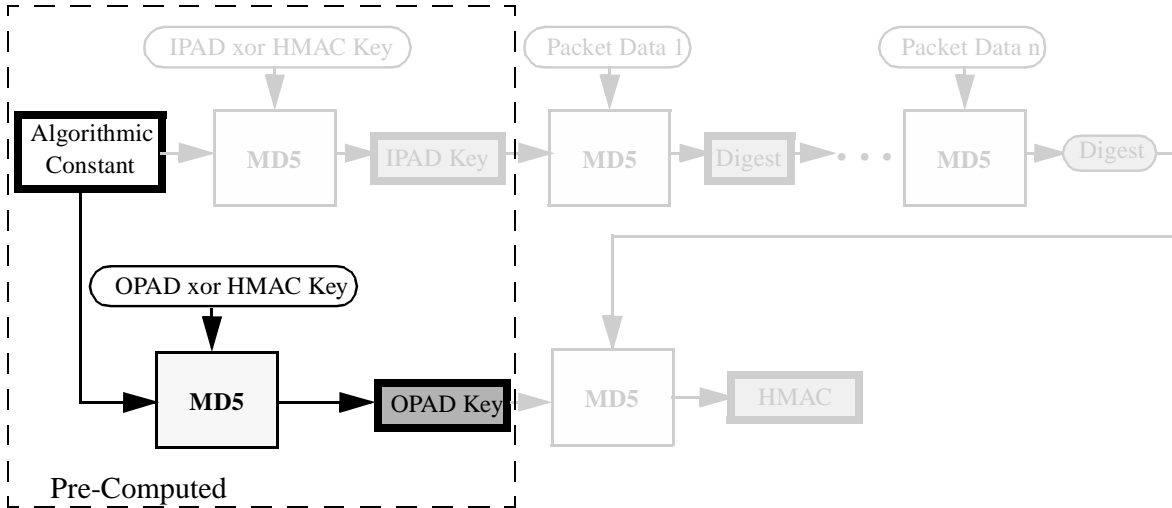 IPAD xor HMAC Key
Packet Data 1
Packet Data n
Algorithmic
Constant
MD5
IPAD Key
MD5
Digest
• • •
MD5
Digest
OPAD xor HMAC Key
MD5
OPAD Key
MD5
HMAC
Pre-Computed